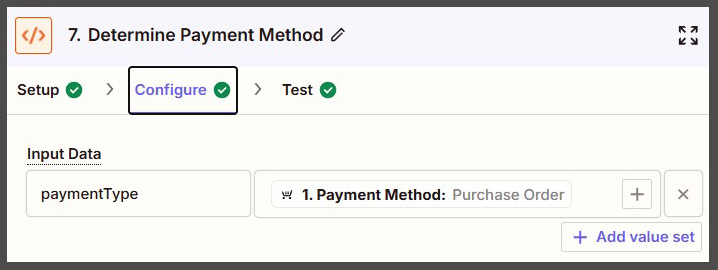 7. Determine Payment Method
Setup > Configure > Test
Input Data
paymentType 1. Payment Method: Purchase Order
+ Add value set